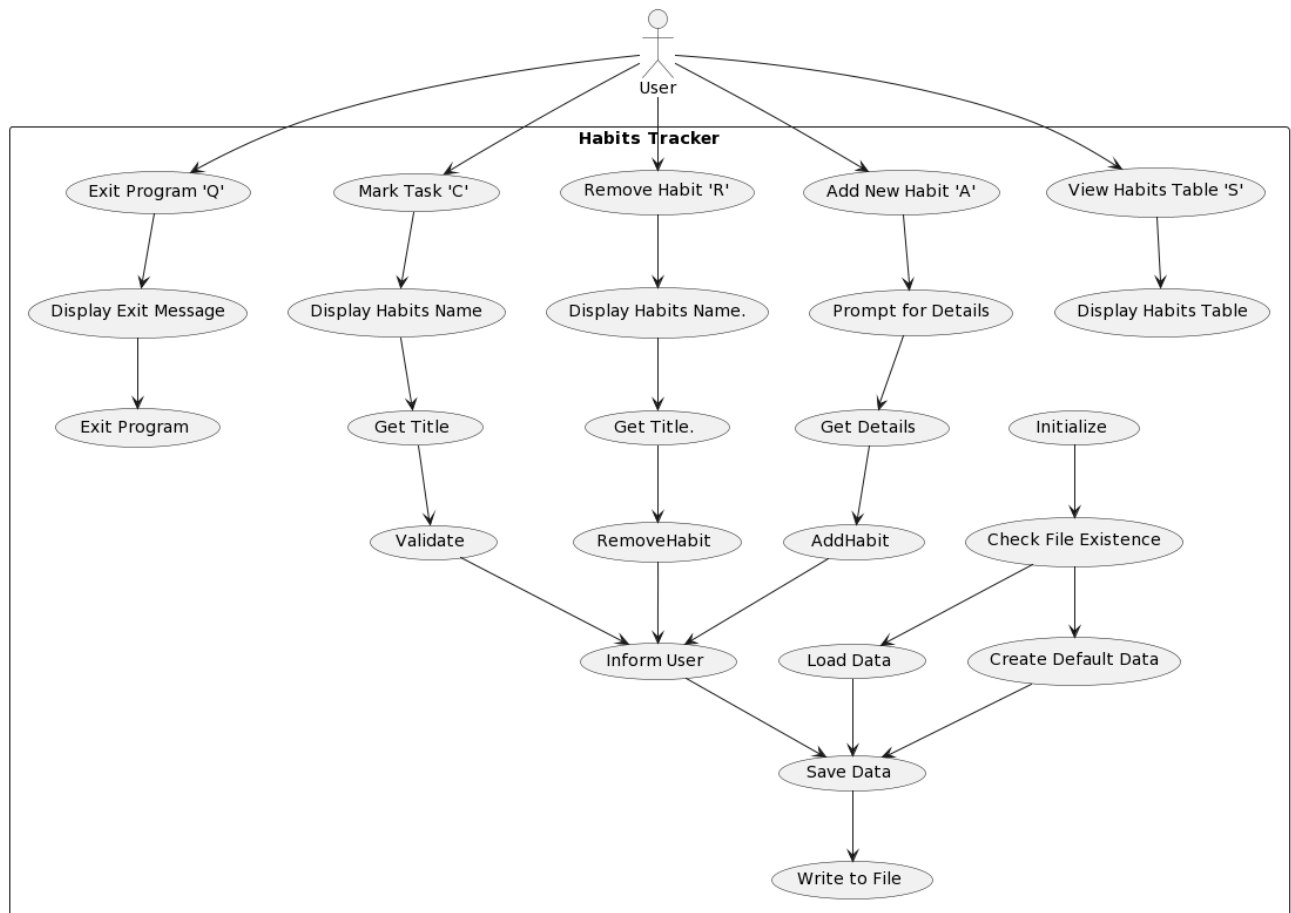 User
Habits Tracker
Exit Program 'Q'
Mark Task 'C'
Remove Habit 'R'
Add New Habit 'A'
View Habits Table 'S'
Display Exit Message
Display Habits Name
Display Habits Name.
Prompt for Details
Display Habits Table
Exit Program
Get Title
Get Title.
Get Details
Initialize
Validate
RemoveHabit
AddHabit
Check File Existence
Inform User
Load Data
Create Default Data
Save Data
Write to File